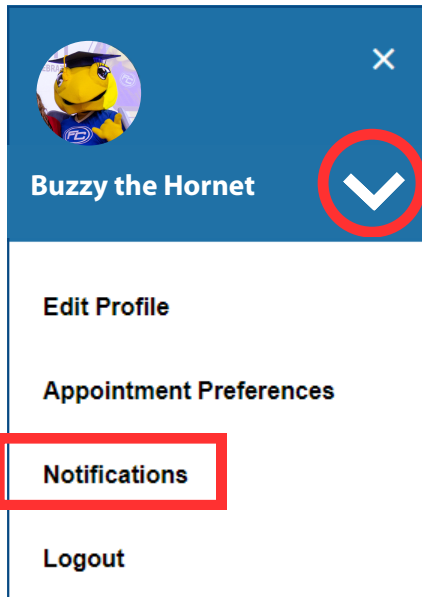 Buzzy the Hornet
Edit Profile
Appointment Preferences
Notifications
Logout